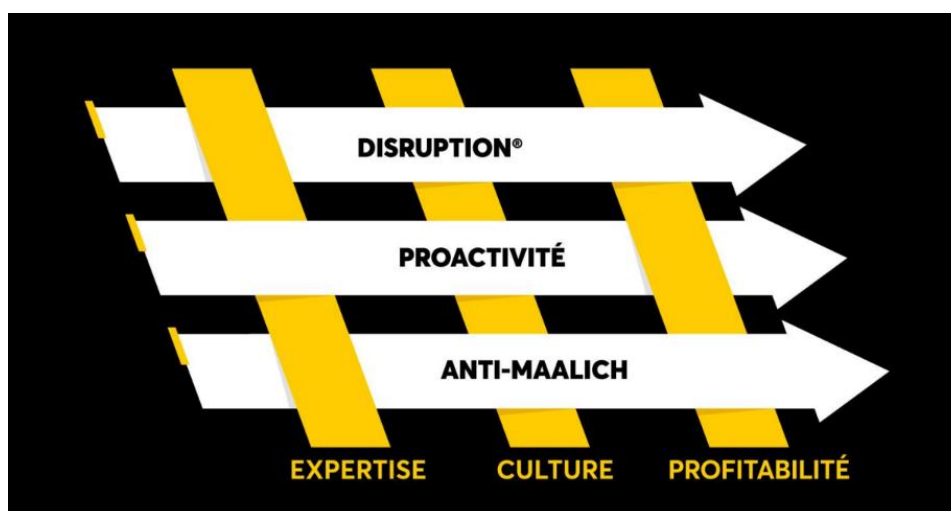 DISRUPTION®
PROACTIVITÉ
ANTI-MAALICH
EXPERTISE CULTURE PROFITABILITÉ